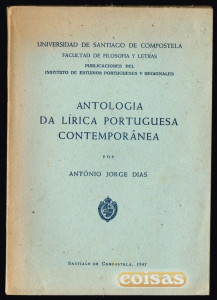 UNIVERSIDAD DE SANTIAGO DE COMPOSTELA
FACULTAD DE FILOSOFIA Y LETRAS
PUBLICACIONES DEL
INSTITUTO DE ESTUDIOS PORTUGUESES Y REGIONALES
ANTOLOGIA
DA LÍRICA PORTUGUESA
CONTEMPORÂNEA
POR
ANTÓNIO JORGE DIAS
SANTIAGO DE COMPOSTELA, 1947
coisas